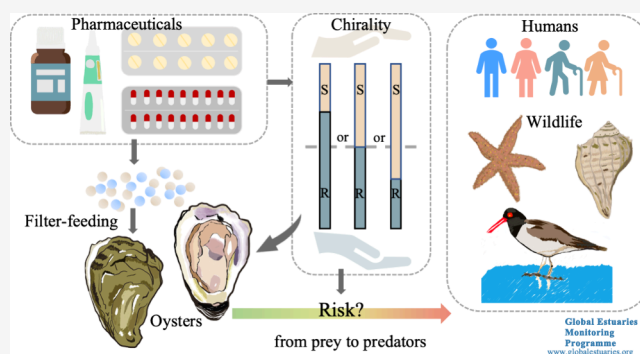 Pharmaceuticals
Chirality
Humans
S
S
S
or
or
R
R
R
Wildlife
Filter-feeding
Oysters
Risk?
from prey to predators
Global Estuaries
Monitoring
Programme
www.globalestuaries.org